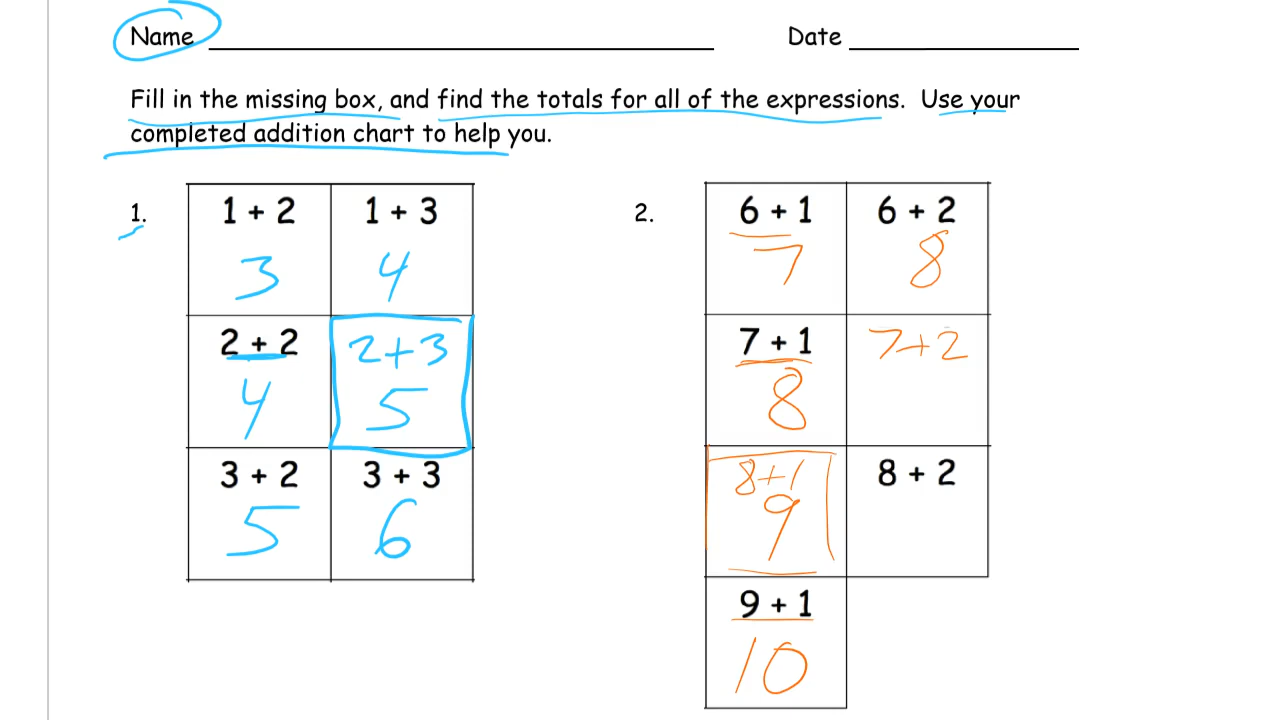 Name Date
Fill in the missing box, and find the totals for all of the expressions. Use your
completed addition chart to help you.
1. 1 + 2 1 + 3 2. 6 + 1 6 + 2
3 4 7 8
2 + 2 2+3 7 + 1 7+2
4 5 8
3 + 2 3 + 3 8+1 8 + 2
5 6 9
9 + 1
10